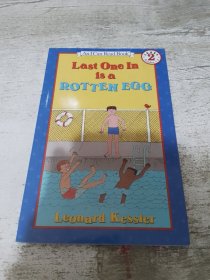 An I Can Read Book
2
Last One In
is a
ROTTEN EGG
Leonard Kessler